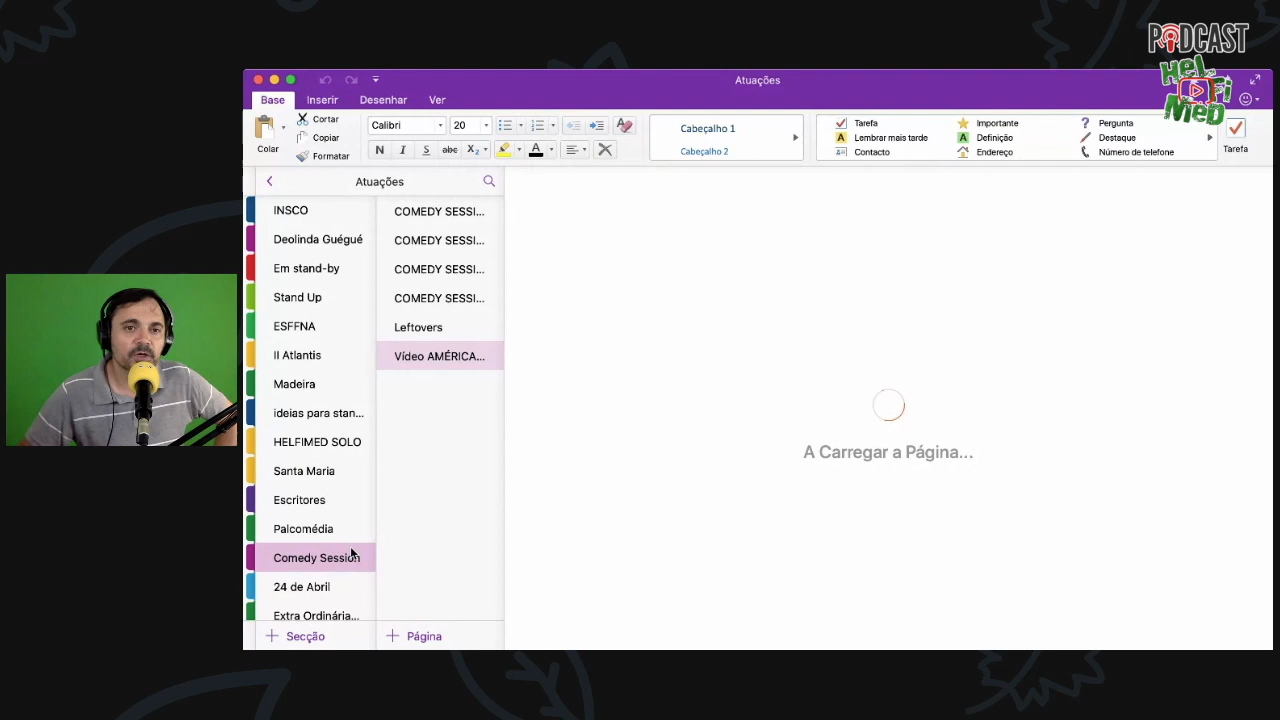 PODCAST
HeLFiMED
Atuações
Base Inserir Desenhar Ver
Colar
Cortar
Copiar
Formatar
Calibri 20
N I S abc X₂ A
Cabeçalho 1
Cabeçalho 2
Tarefa Importante Pergunta
Lembrar mais tarde Definição Destaque
Contacto Endereço Número de telefone
Tarefa
Atuações
INSCO
Deolinda Guégué
Em stand-by
Stand Up
ESFFNA
II Atlantis
Madeira
ideias para stan...
HELFIMED SOLO
Santa Maria
Escritores
Palcomédia
Comedy Session
24 de Abril
Extra Ordinária...
Secção
COMEDY SESSI...
COMEDY SESSI...
COMEDY SESSI...
COMEDY SESSI...
Leftovers
Vídeo AMÉRICA...
Página
A Carregar a Página...